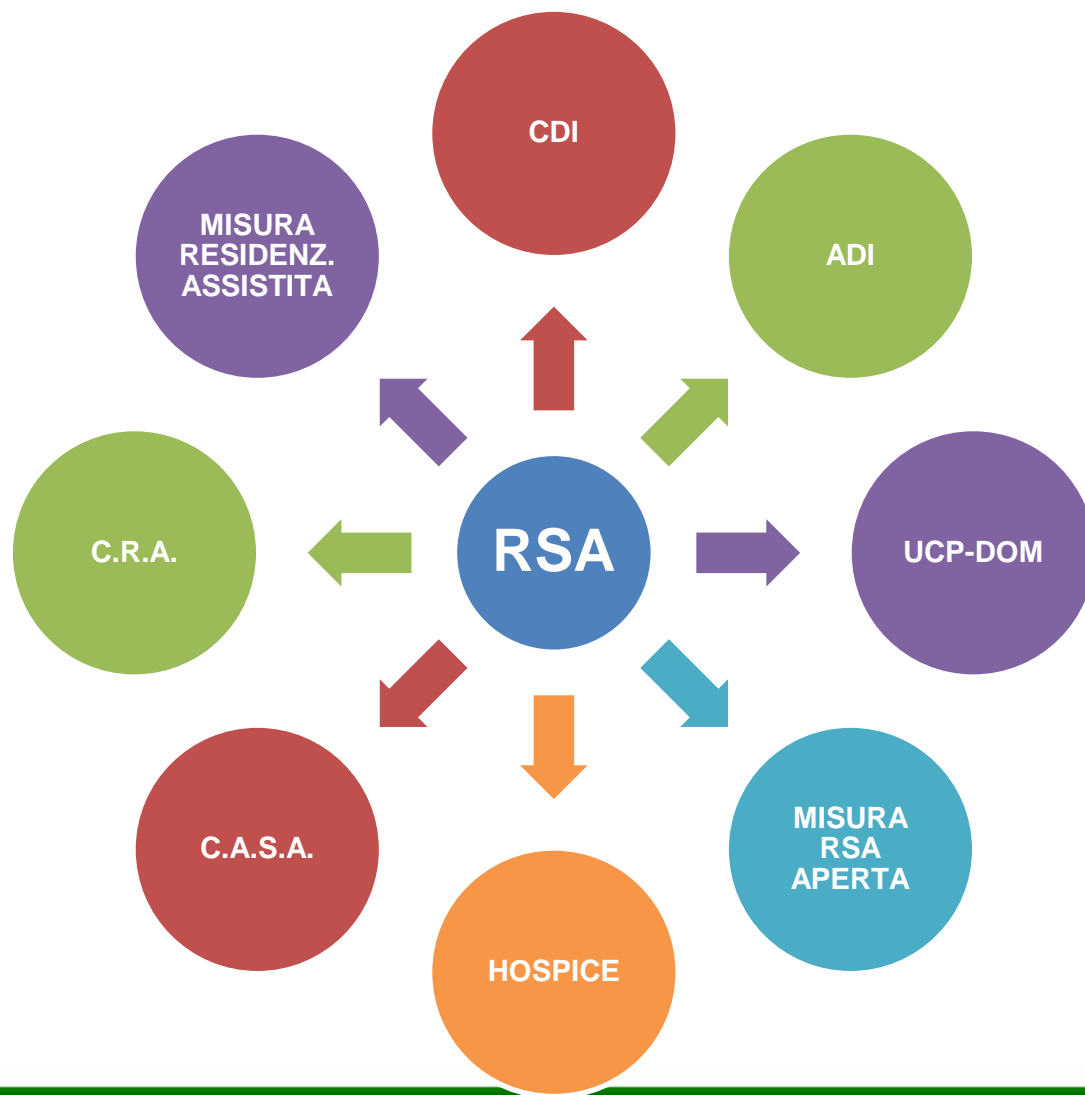 CDI
MISURA
RESIDENZ.
ASSISTITA
ADI
C.R.A.
RSA
UCP-DOM
C.A.S.A.
MISURA
RSA
APERTA
HOSPICE